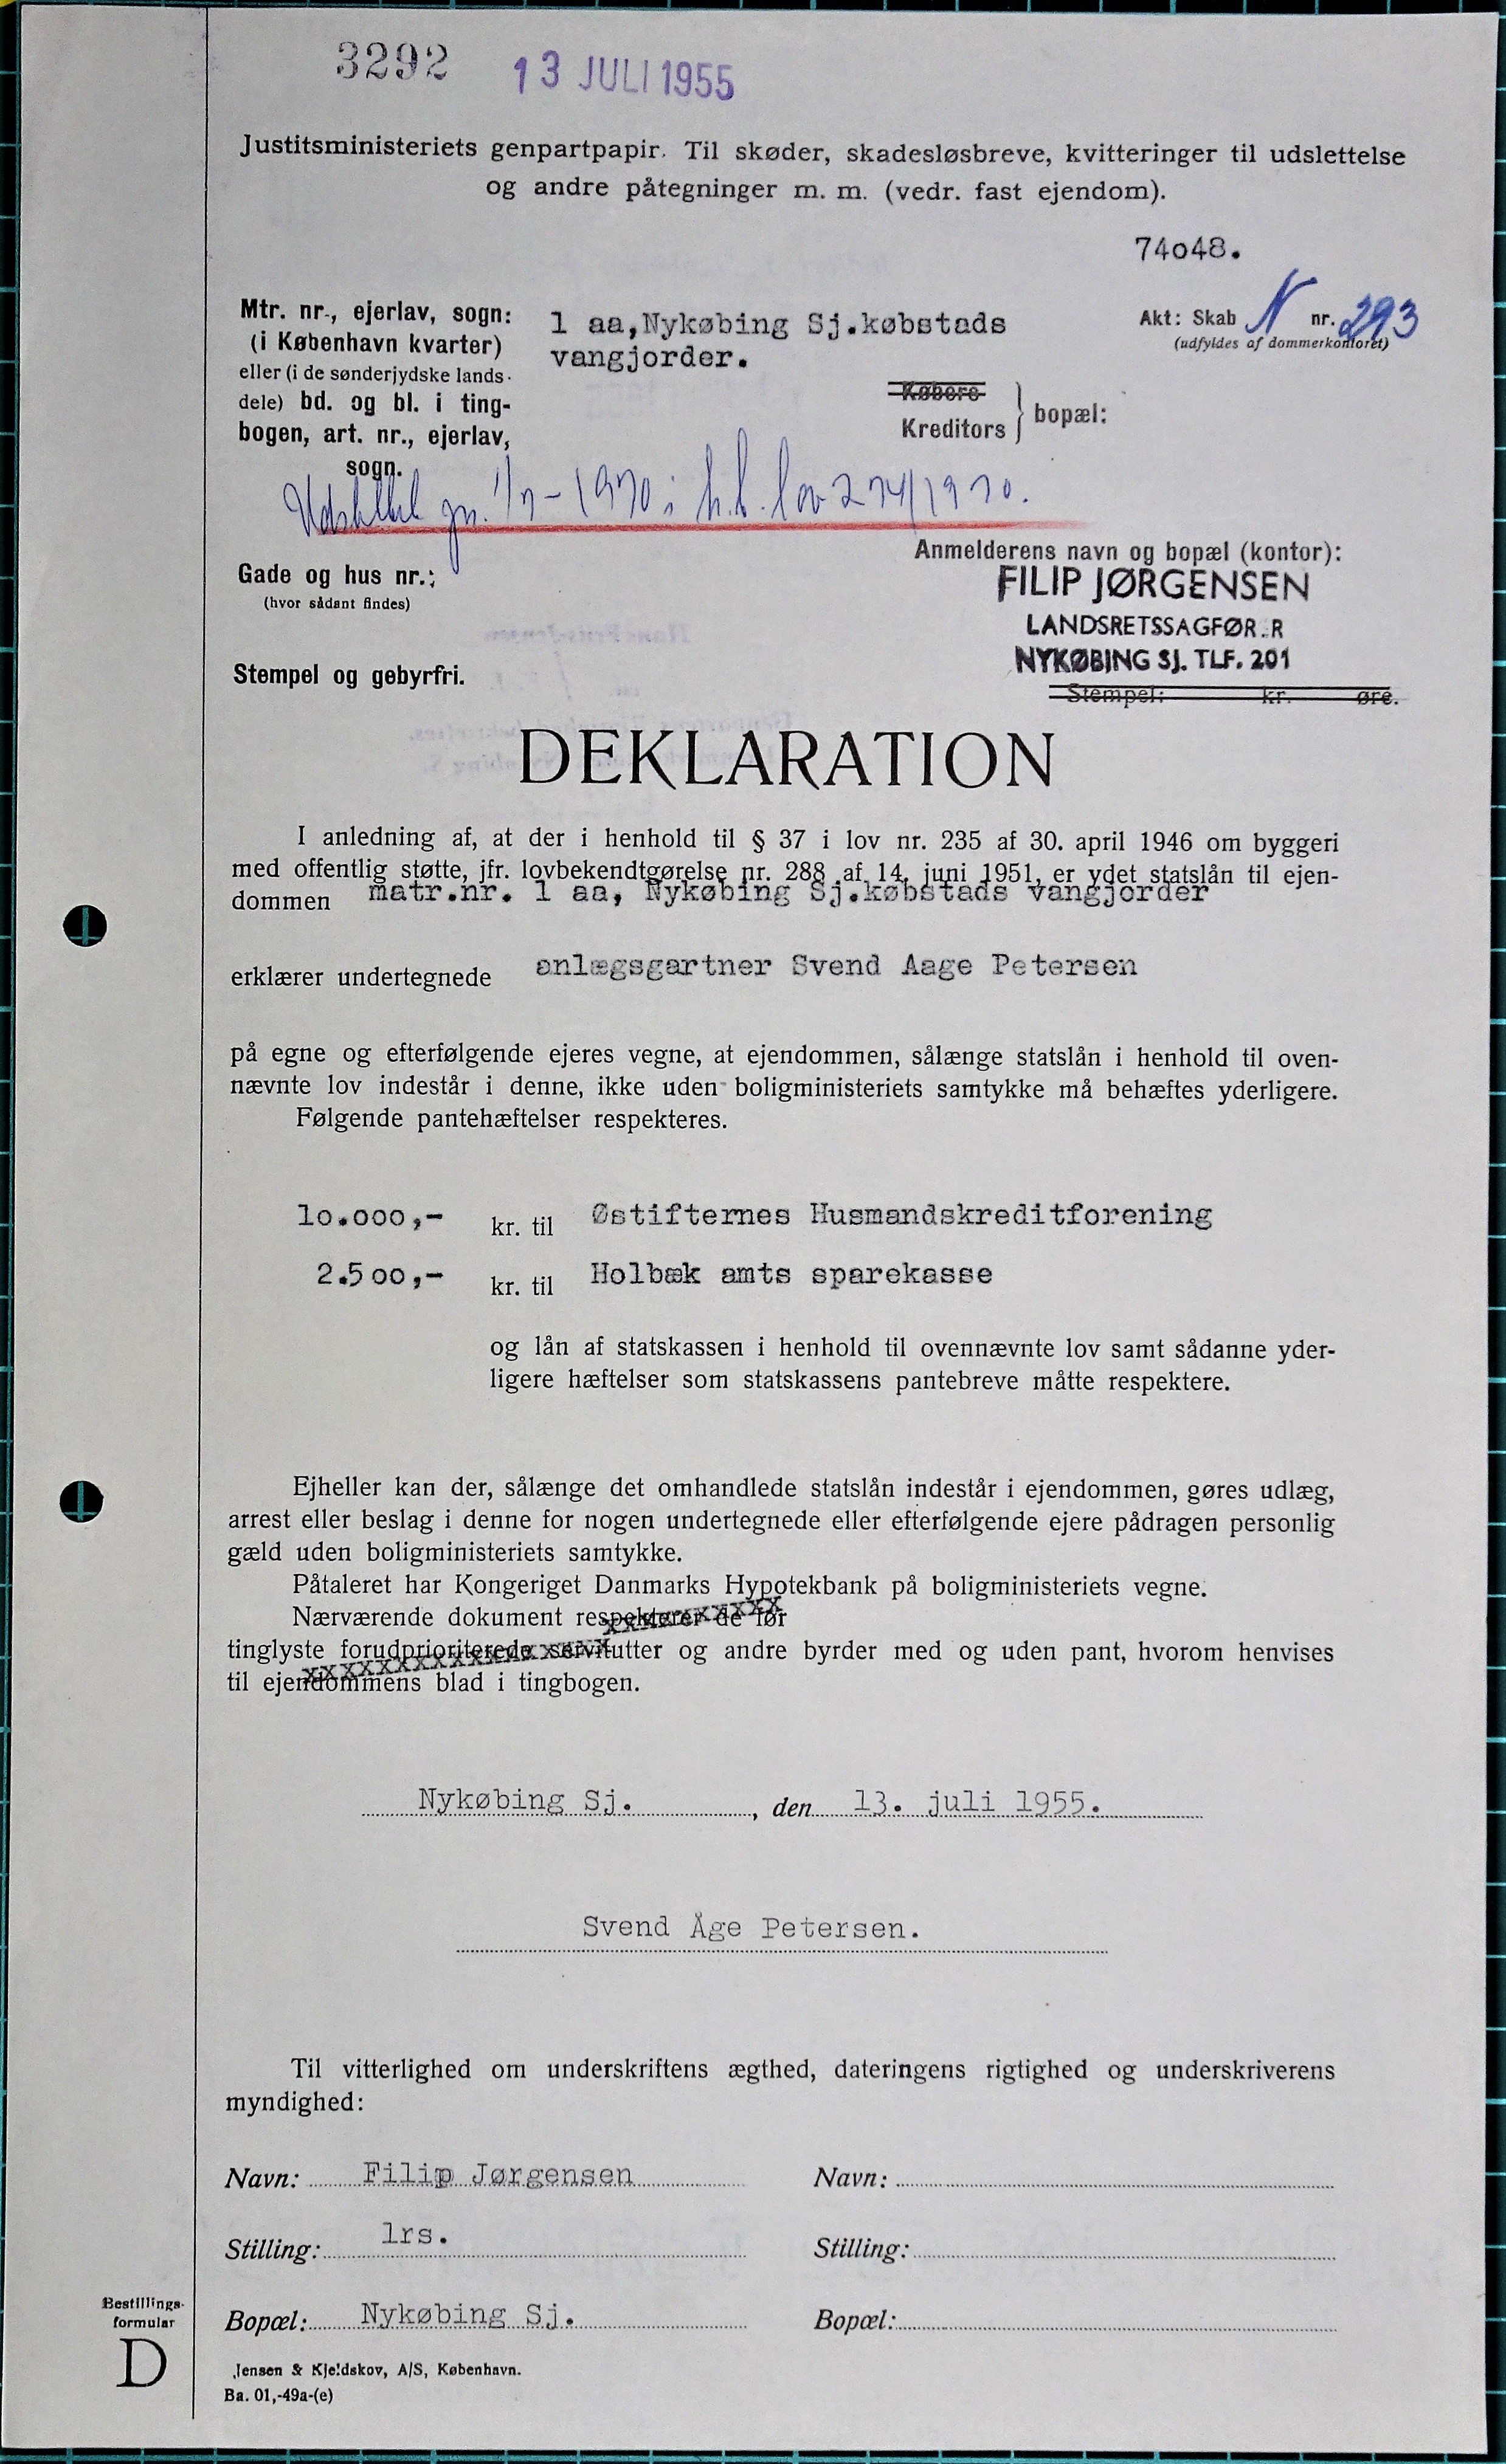 3292 13 JULI 1955
Justitsministeriets genpartpapir. Til skøder, skadesløsbreve, kvitteringer til udslettelse
og andre påtegninger m. m. (vedr. fast ejendom).
74o48.
Mtr. nr., ejerlav, sogn: 1 aa, Nykøbing Sj.købstads Akt: Skab N nr. 293
(i København kvarter) vangjorder. (udfyldes af dommerkontoret)
eller (i de sønderjydske lands-
dele) bd. og bl. i ting- Købers
bogen, art. nr., ejerlav, Kreditors } bopæl:
sogn.
Udslettet 1/7-1970 i h.t. lov 274/1970.
Anmelderens navn og bopæl (kontor):
Gade og hus nr.: FILIP JØRGENSEN
(hvor sådant findes)
LANDSRETSSAGFØR.R
NYKØBING SJ. TLF. 201
Stempel og gebyrfri.
Stempel: kr. øre.
DEKLARATION
I anledning af, at der i henhold til § 37 i lov nr. 235 af 30. april 1946 om byggeri
med offentlig støtte, jfr. lovbekendtgørelse nr. 288 af 14. juni 1951, er ydet statslån til ejen-
dommen matr.nr. 1 aa, Nykøbing Sj.købstads vangjorder
erklærer undertegnede anlægsgartner Svend Aage Petersen
på egne og efterfølgende ejeres vegne, at ejendommen, sålænge statslån i henhold til oven-
nævnte lov indestår i denne, ikke uden boligministeriets samtykke må behæftes yderligere.
Følgende pantehæftelser respekteres.
10.000,- kr. til Østifternes Husmandskreditforening
2.500,- kr. til Holbæk amts sparekasse
og lån af statskassen i henhold til ovennævnte lov samt sådanne yder-
ligere hæftelser som statskassens pantebreve måtte respektere.
Ejheller kan der, sålænge det omhandlede statslån indestår i ejendommen, gøres udlæg,
arrest eller beslag i denne for nogen undertegnede eller efterfølgende ejere pådragen personlig
gæld uden boligministeriets samtykke.
Påtaleret har Kongeriget Danmarks Hypotekbank på boligministeriets vegne.
Nærværende dokument respekterer de før
tinglyste forudprioriterede servitutter og andre byrder med og uden pant, hvorom henvises
til ejendommens blad i tingbogen.
Nykøbing Sj. , den 13. juli 1955.
Svend Åge Petersen.
Til vitterlighed om underskriftens ægthed, dateringens rigtighed og underskriverens
myndighed:
Navn: Filip Jørgensen Navn:
Stilling: lrs. Stilling:
Bopæl: Nykøbing Sj. Bopæl:
Bestillings-
formular
D
Jensen & Kjeldskov, A/S, København.
Ba. 01,-49a-(e)